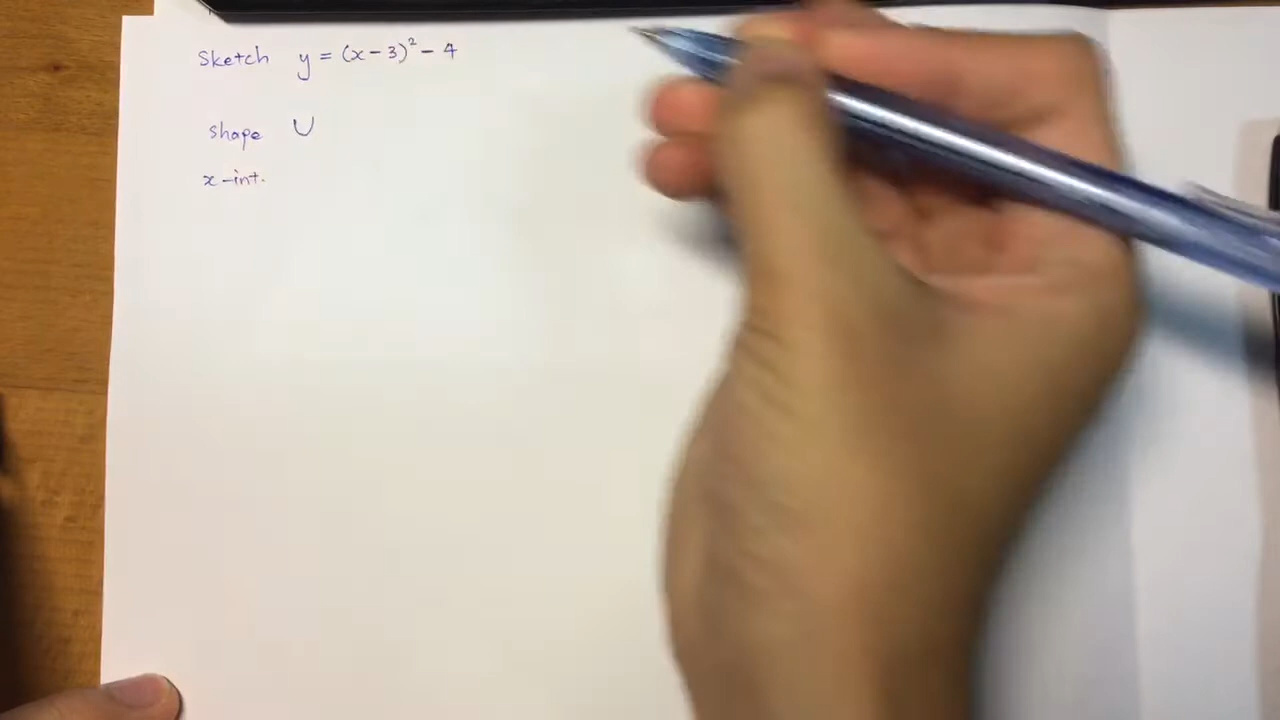 Sketch y = (x-3)² - 4
shape ∪
x-int.